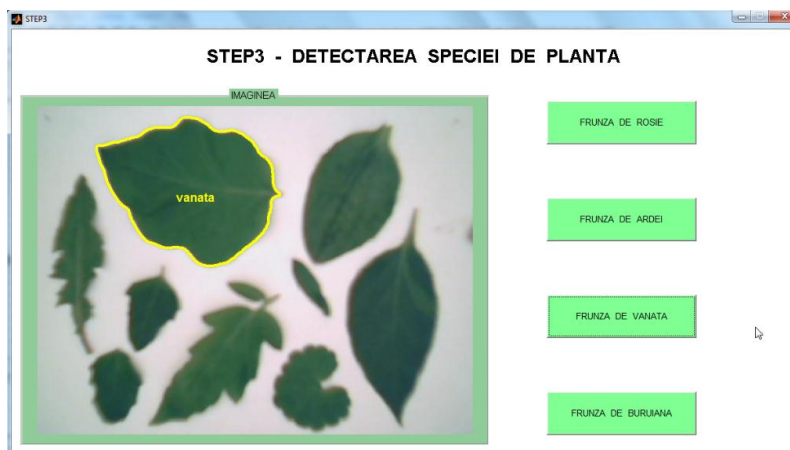 STEP3
STEP3 - DETECTAREA SPECIEI DE PLANTA
IMAGINEA
vanata
FRUNZA DE ROSIE
FRUNZA DE ARDEI
FRUNZA DE VANATA
FRUNZA DE BURUIANA